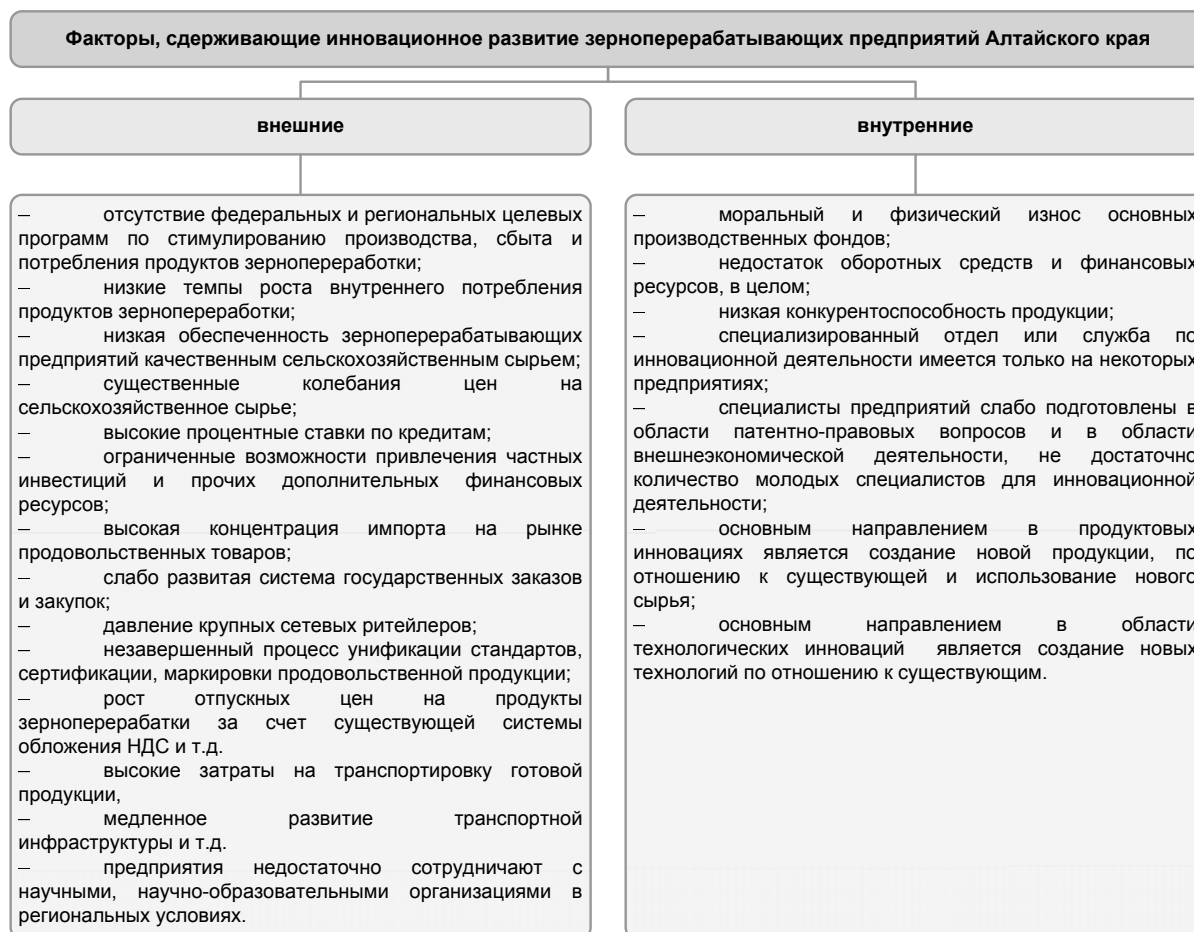 Факторы, сдерживающие инновационное развитие зерноперерабатывающих предприятий Алтайского края
внешние
внутренние
– отсутствие федеральных и региональных целевых
программ по стимулированию производства, сбыта и
потребления продуктов зернопереработки;
– низкие темпы роста внутреннего потребления
продуктов зернопереработки;
– низкая обеспеченность зерноперерабатывающих
предприятий качественным сельскохозяйственным сырьем;
– существенные колебания цен на
сельскохозяйственное сырье;
– высокие процентные ставки по кредитам;
– ограниченные возможности привлечения частных
инвестиций и прочих дополнительных финансовых
ресурсов;
– высокая концентрация импорта на рынке
продовольственных товаров;
– слабо развитая система государственных заказов
и закупок;
– давление крупных сетевых ритейлеров;
– незавершенный процесс унификации стандартов,
сертификации, маркировки продовольственной продукции;
– рост отпускных цен на продукты
зерноперерабатки за счет существующей системы
обложения НДС и т.д.
– высокие затраты на транспортировку готовой
продукции,
– медленное развитие транспортной
инфраструктуры и т.д.
– предприятия недостаточно сотрудничают с
научными, научно-образовательными организациями в
региональных условиях.
– моральный и физический износ основных
производственных фондов;
– недостаток оборотных средств и финансовых
ресурсов, в целом;
– низкая конкурентоспособность продукции;
– специализированный отдел или служба по
инновационной деятельности имеется только на некоторых
предприятиях;
– специалисты предприятий слабо подготовлены в
области патентно-правовых вопросов и в области
внешнеэкономической деятельности, не достаточно
количество молодых специалистов для инновационной
деятельности;
– основным направлением в продуктовых
инновациях является создание новой продукции, по
отношению к существующей и использование нового
сырья;
– основным направлением в области
технологических инноваций является создание новых
технологий по отношению к существующим.